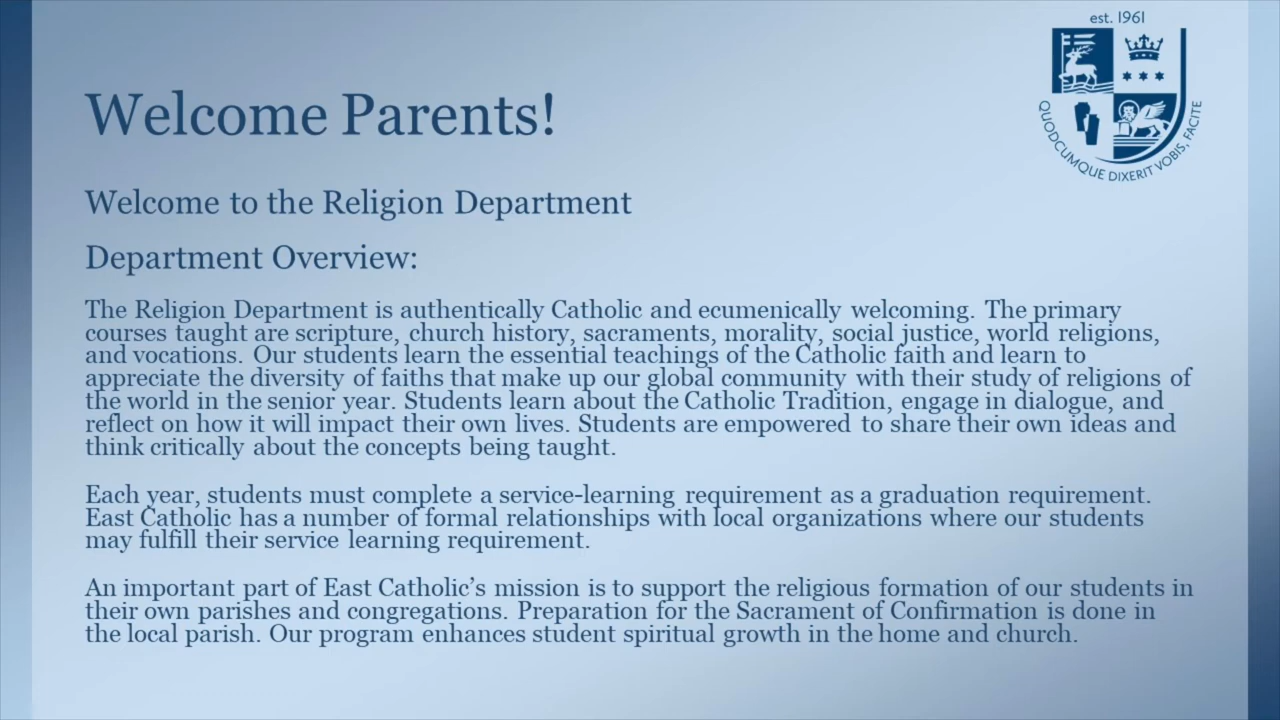 est. 1961
QUODCUMQUE DIXERIT VOBIS, FACITE
Welcome Parents!
Welcome to the Religion Department
Department Overview:
The Religion Department is authentically Catholic and ecumenically welcoming. The primary
courses taught are scripture, church history, sacraments, morality, social justice, world religions,
and vocations. Our students learn the essential teachings of the Catholic faith and learn to
appreciate the diversity of faiths that make up our global community with their study of religions of
the world in the senior year. Students learn about the Catholic Tradition, engage in dialogue, and
reflect on how it will impact their own lives. Students are empowered to share their own ideas and
think critically about the concepts being taught.
Each year, students must complete a service-learning requirement as a graduation requirement.
East Catholic has a number of formal relationships with local organizations where our students
may fulfill their service learning requirement.
An important part of East Catholic’s mission is to support the religious formation of our students in
their own parishes and congregations. Preparation for the Sacrament of Confirmation is done in
the local parish. Our program enhances student spiritual growth in the home and church.